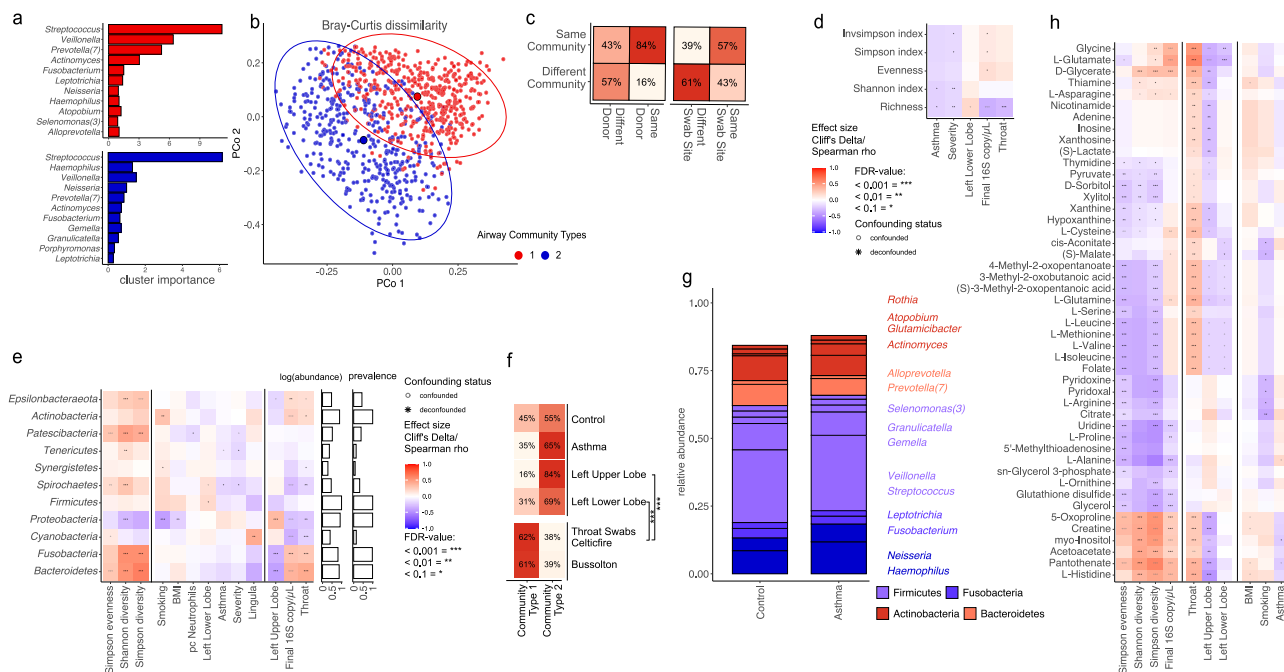 a
Streptococcus
Veillonella
Prevotella(7)
Actinomyces
Fusobacterium
Leptotrichia
Neisseria
Haemophilus
Atopobium
Selenomonas(3)
Alloprevotella
0 3 6 9
Streptococcus
Haemophilus
Veillonella
Neisseria
Prevotella(7)
Actinomyces
Fusobacterium
Gemella
Granulicatella
Porphyromonas
Leptotrichia
0 2 4 6
cluster importance
b
Bray-Curtis dissimilarity
PCo 2
0.2
0.0
-0.2
-0,4
-0.25 0.00 0.25
PCo 1
Airway Community Types
1 2
c
Same Community
Different Community
43% 84% 39% 57%
57% 16% 61% 43%
Diffrent Donor
Same Donor
Diffrent Swab Site
Same Swab Site
d
Invsimpson index
Simpson index
Evenness
Shannon index
Richness
Asthma
Severity
Left Lower Lobe
Final 16S copy/µL
Throat
Effect size
Cliff's Delta/
Spearman rho
1.0
0.5
0.0
-0.5
-1.0
FDR-value:
< 0.001 = ***
< 0.01 = **
< 0.1 = *
Confounding status
confounded
deconfounded
e
Epsilonbacteraeota
Actinobacteria
Patescibacteria
Tenericutes
Synergistetes
Spirochaetes
Firmicutes
Proteobacteria
Cyanobacteria
Fusobacteria
Bacteroidetes
Simpson evenness
Shannon diversity
Simpson diversity
Smoking
BMI
pc Neutrophils
Left Lower Lobe
Asthma
Severity
Lingula
Left Upper Lobe
Final 16S copy/µL
Throat
log(abundance)
prevalence
0 0.5 1
0 0.5 1
Confounding status
confounded
deconfounded
Effect size
Cliff's Delta/
Spearman rho
1.0
0.5
0.0
-0.5
-1.0
FDR-value:
< 0.001 = ***
< 0.01 = **
< 0.1 = *
f
45% 55% Control
35% 65% Asthma
16% 84% Left Upper Lobe
31% 69% Left Lower Lobe
62% 38% Throat Swabs Celticfire
61% 39% Bussolton
Community Type 1
Community Type 2
*** **
g
relative abundance
1.00
0.75
0.50
0.25
0.00
Control
Asthma
Rothia
Atopobium
Glutamicibacter
Actinomyces
Alloprevotella
Prevotella(7)
Selenomonas(3)
Granulicatella
Gemella
Veillonella
Streptococcus
Leptotrichia
Fusobacterium
Neisseria
Haemophilus
Firmicutes
Fusobacteria
Actinobacteria
Bacteroidetes
h
Glycine
L-Glutamate
D-Glycerate
Thiamine
L-Asparagine
Nicotinamide
Adenine
Inosine
Xanthosine
(S)-Lactate
Thymidine
Pyruvate
D-Sorbitol
Xylitol
Xanthine
Hypoxanthine
L-Cysteine
cis-Aconitate
(S)-Malate
4-Methyl-2-oxopentanoate
3-Methyl-2-oxobutanoic acid
(S)-3-Methyl-2-oxopentanoic acid
L-Glutamine
L-Serine
L-Leucine
L-Methionine
L-Valine
L-Isoleucine
Folate
Pyridoxine
Pyridoxal
L-Arginine
Citrate
Uridine
L-Proline
5'-Methylthioadenosine
L-Alanine
sn-Glycerol 3-phosphate
L-Ornithine
Glutathione disulfide
Glycerol
5-Oxoproline
Creatine
myo-Inositol
Acetoacetate
Pantothenate
L-Histidine
Simpson evenness
Shannon diversity
Simpson diversity
Final 16S copy/µL
Throat
Left Upper Lobe
Left Lower Lobe
BMI
Smoking
Asthma